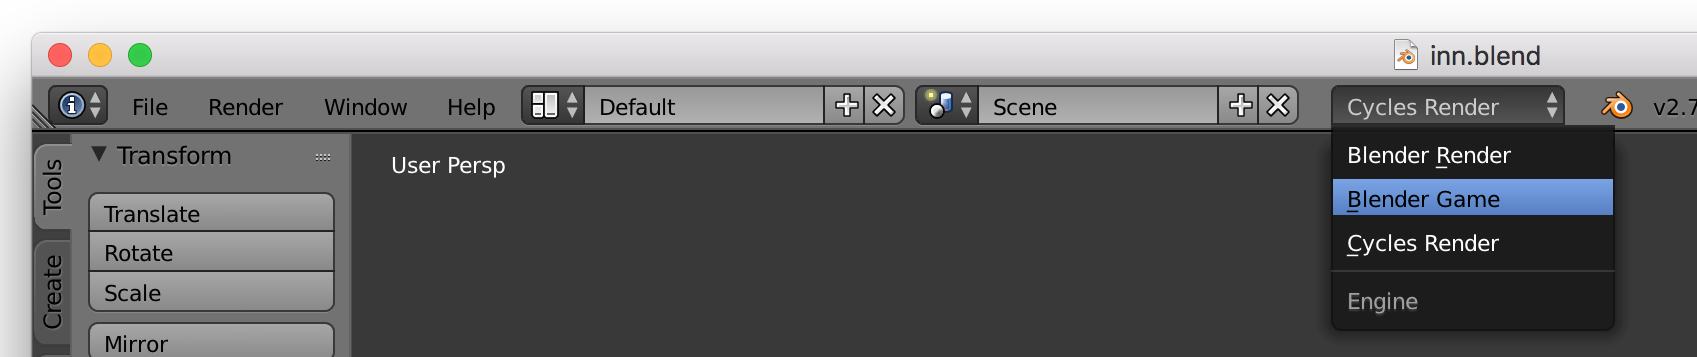 inn.blend
File Render Window Help Default Scene Cycles Render v2.7
Tools
Transform
User Persp
Translate
Rotate
Scale
Create
Mirror
Blender Render
Blender Game
Cycles Render
Engine